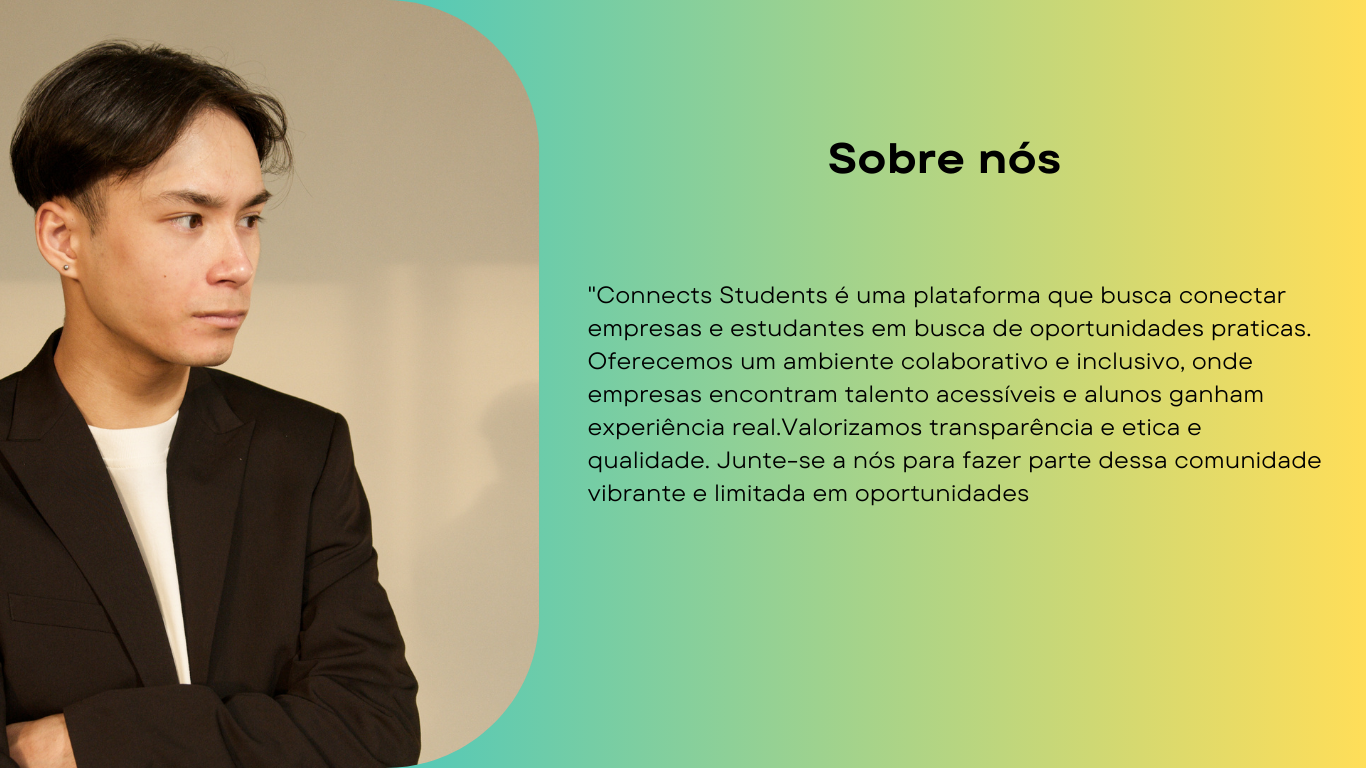 Sobre nós
"Connects Students é uma plataforma que busca conectar
empresas e estudantes em busca de oportunidades praticas.
Oferecemos um ambiente colaborativo e inclusivo, onde
empresas encontram talento acessíveis e alunos ganham
experiência real.Valorizamos transparência e etica e
qualidade. Junte-se a nós para fazer parte dessa comunidade
vibrante e limitada em oportunidades